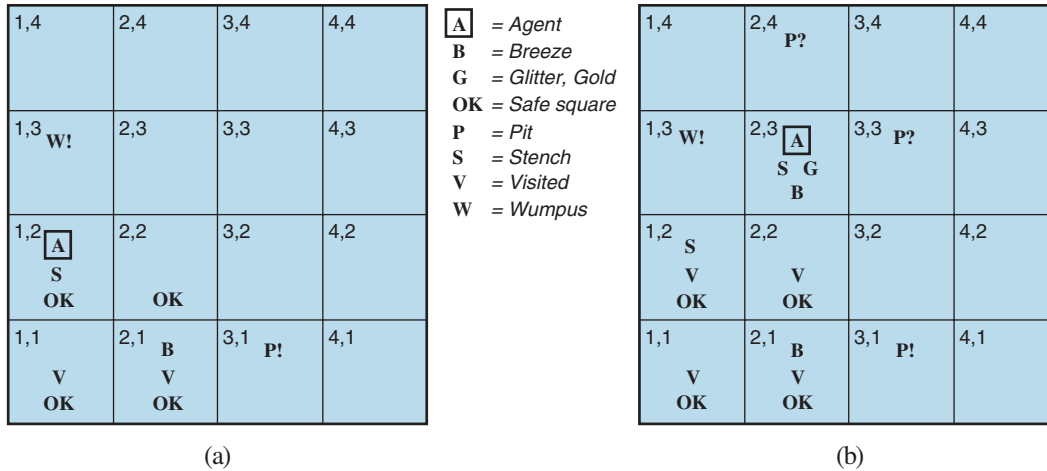 1,4 2,4 3,4 4,4
1,3 W! 2,3 3,3 4,3
1,2 A 2,2 3,2 4,2
S
OK OK
1,1 2,1 B 3,1 P! 4,1
V V
OK OK
(a)
A = Agent
B = Breeze
G = Glitter, Gold
OK = Safe square
P = Pit
S = Stench
V = Visited
W = Wumpus
1,4 2,4 P? 3,4 4,4
1,3 W! 2,3 A 3,3 P? 4,3
S G
B
1,2 S 2,2 3,2 4,2
V V
OK OK
1,1 2,1 B 3,1 P! 4,1
V V
OK OK
(b)